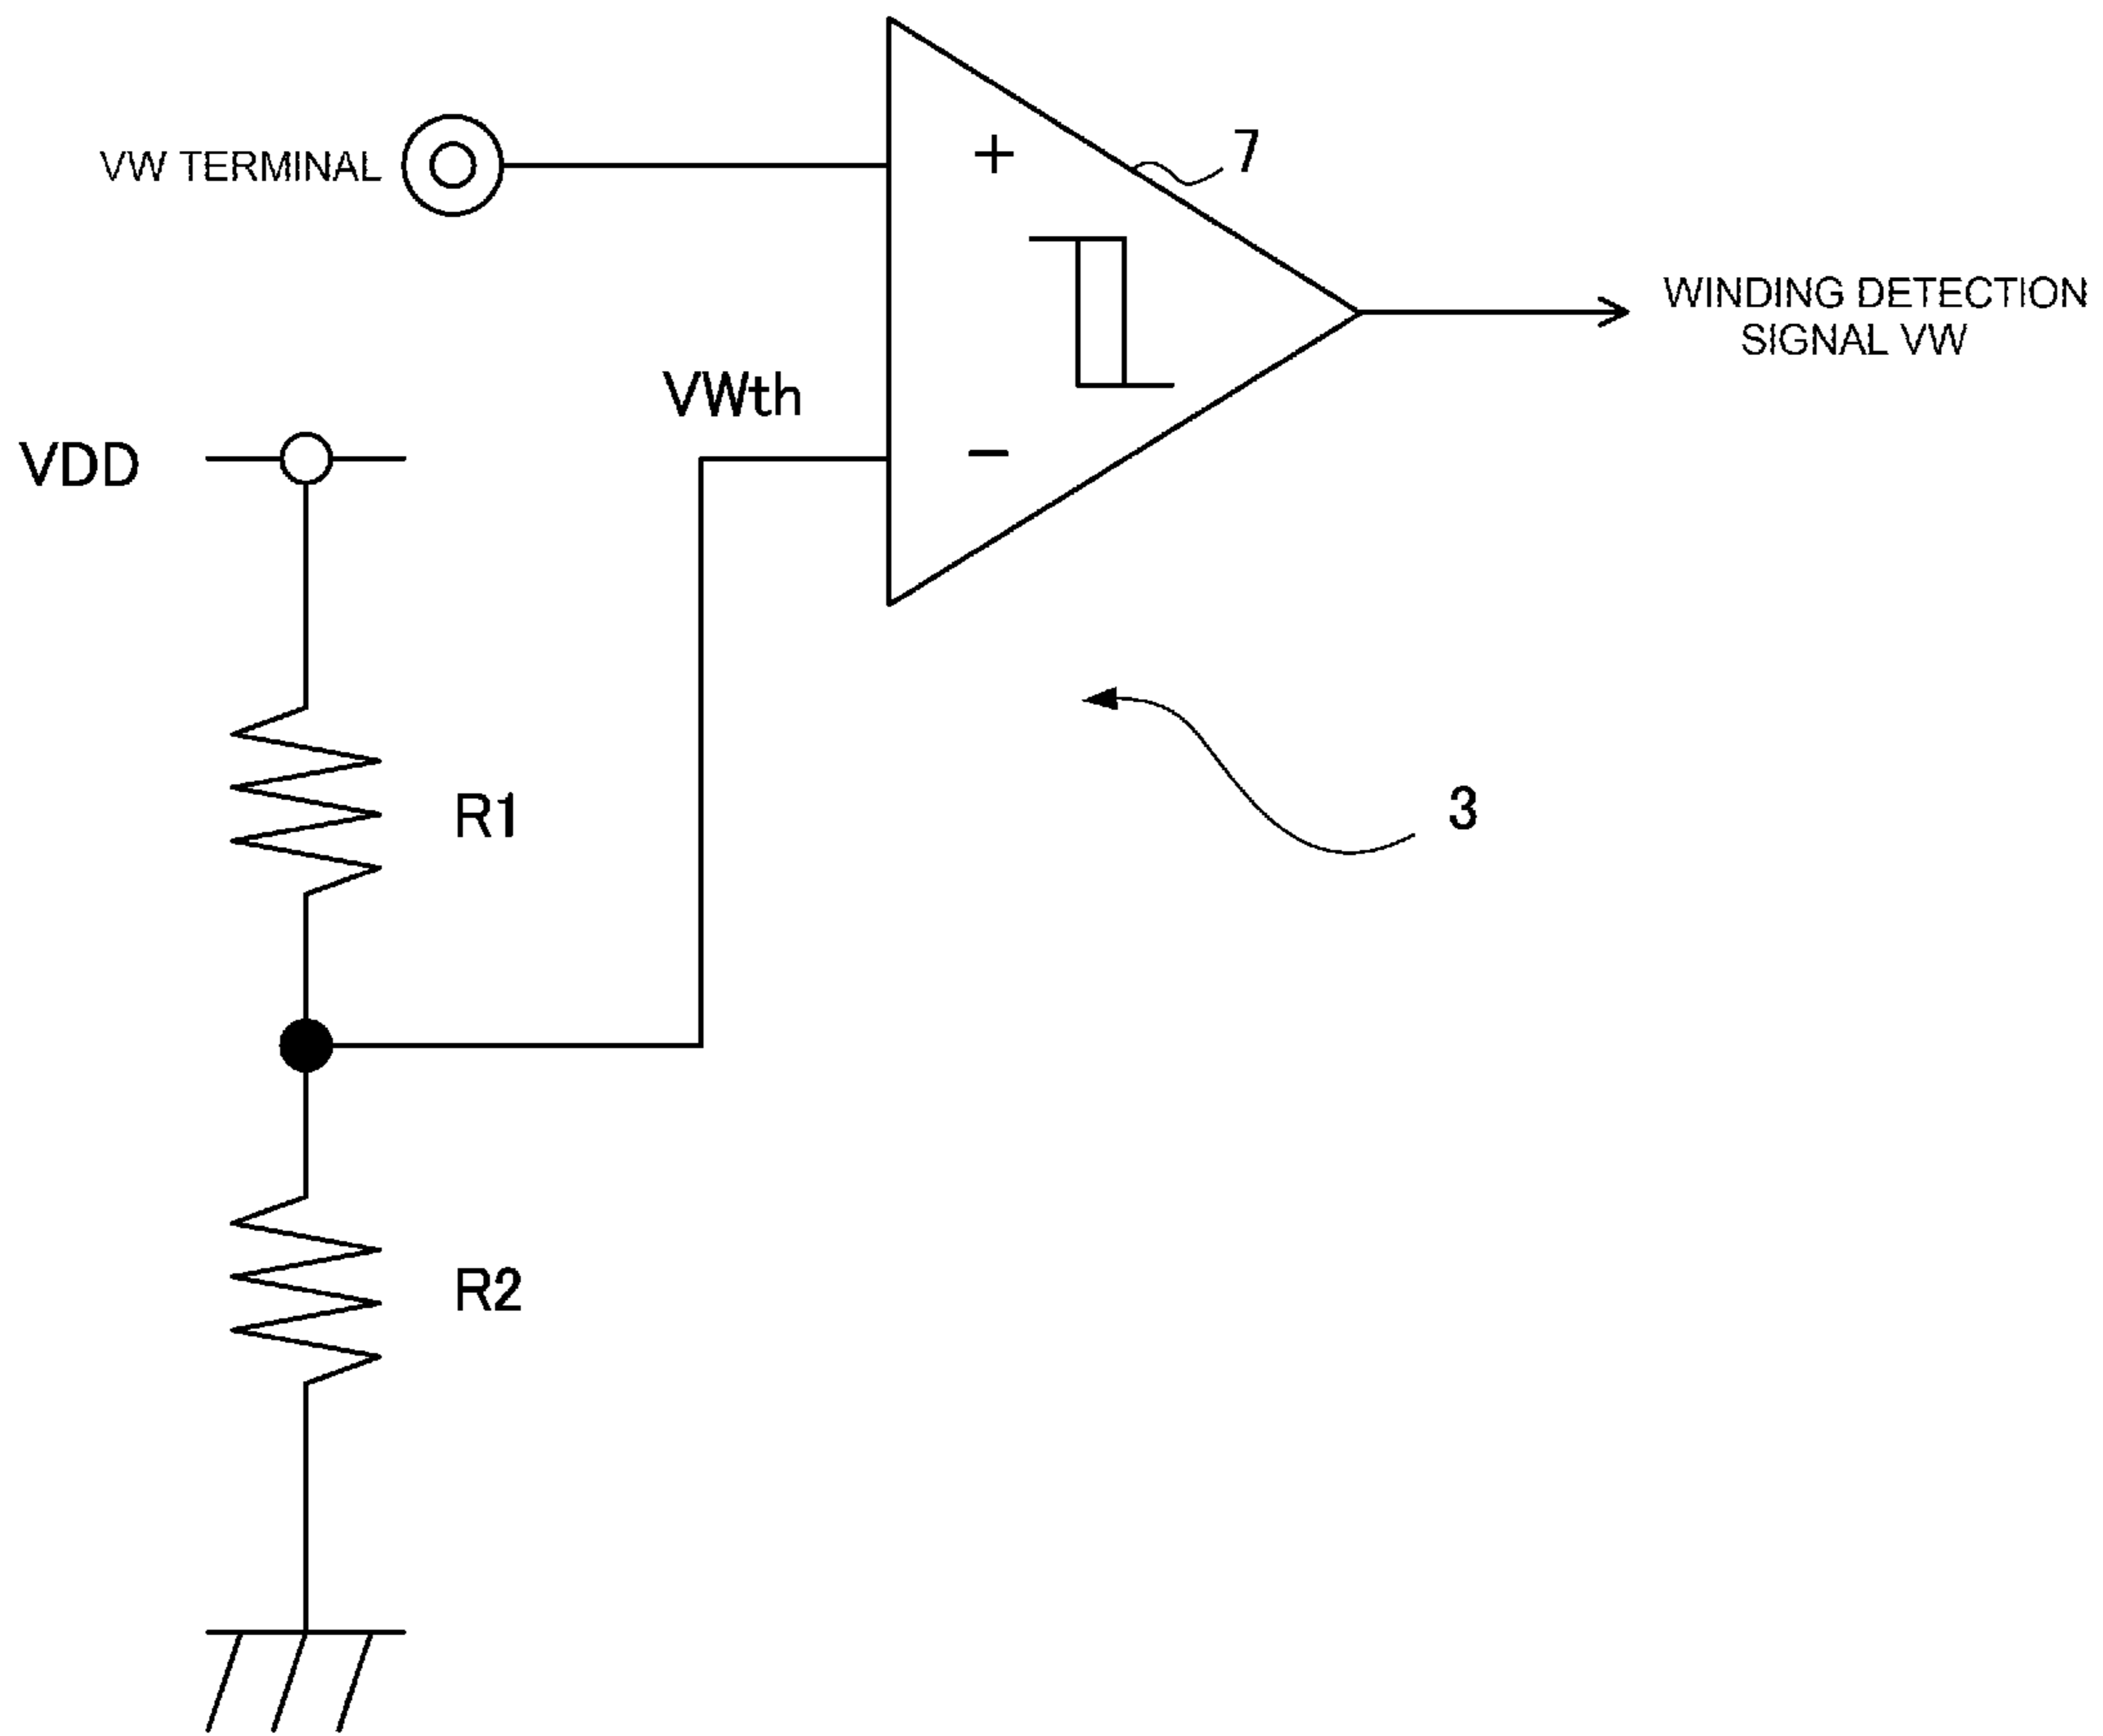 VW TERMINAL
+
7
WINDING DETECTION
SIGNAL VW
VWth
VDD
−
R1
3
R2